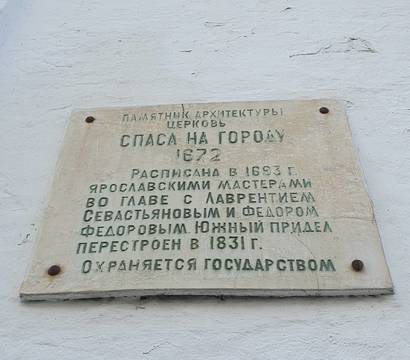 ПАМЯТНИК АРХИТЕКТУРЫ
ЦЕРКОВЬ
СПАСА НА ГОРОДУ
1672
РАСПИСАНА В 1693 Г.
ЯРОСЛАВСКИМИ МАСТЕРАМИ
ВО ГЛАВЕ С ЛАВРЕНТИЕМ
СЕВАСТЬЯНОВЫМ И ФЕДОРОМ
ФЕДОРОВЫМ. ЮЖНЫЙ ПРИДЕЛ
ПЕРЕСТРОЕН В 1831 Г.
ОХРАНЯЕТСЯ ГОСУДАРСТВОМ